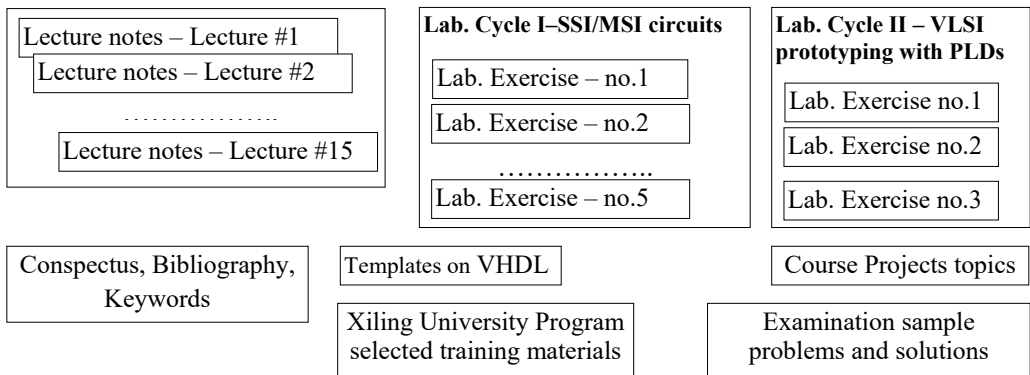 Lecture notes – Lecture #1
Lecture notes – Lecture #2
……………..
Lecture notes – Lecture #15
Lab. Cycle I–SSI/MSI circuits
Lab. Exercise – no.1
Lab. Exercise – no.2
……………..
Lab. Exercise – no.5
Lab. Cycle II – VLSI
prototyping with PLDs
Lab. Exercise no.1
Lab. Exercise no.2
Lab. Exercise no.3
Conspectus, Bibliography,
Keywords
Templates on VHDL
Course Projects topics
Xiling University Program
selected training materials
Examination sample
problems and solutions